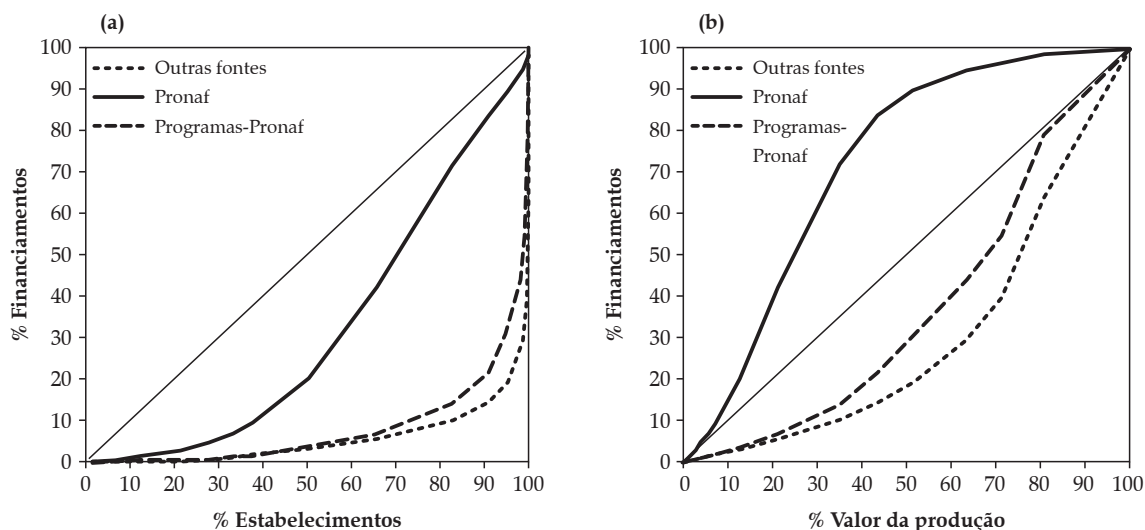 (a)
Outras fontes
Pronaf
Programas-Pronaf
% Financiamentos
100
90
80
70
60
50
40
30
20
10
0
0 10 20 30 40 50 60 70 80 90 100
% Estabelecimentos
(b)
Outras fontes
Pronaf
Programas-
Pronaf
% Financiamentos
100
90
80
70
60
50
40
30
20
10
0
0 10 20 30 40 50 60 70 80 90 100
% Valor da produção